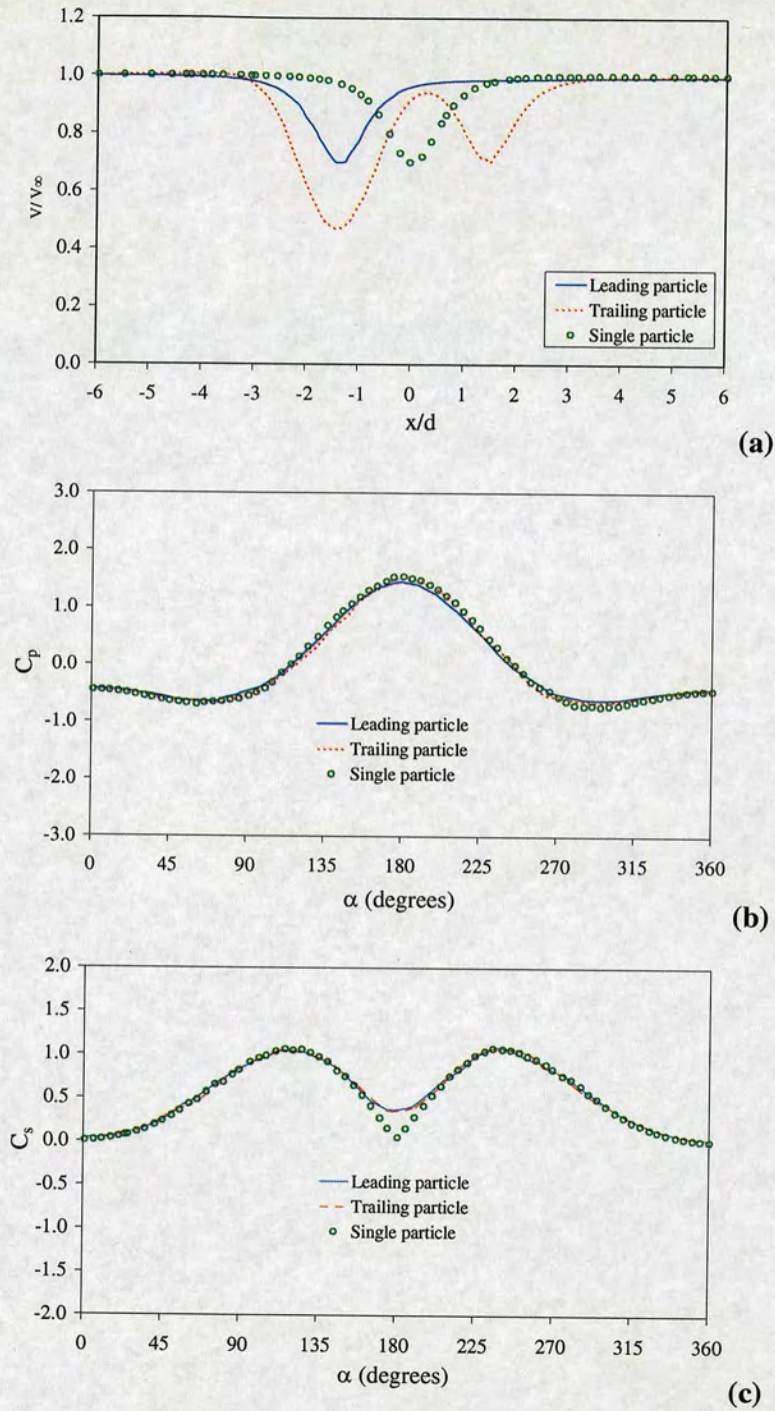 1.2
1.0
0.8
0.6
0.4
0.2
0.0
v/ v∞
Leading particle
Trailing particle
Single particle
-6 -5 -4 -3 -2 -1 0 1 2 3 4 5 6
x/d
(a)
3.0
2.0
1.0
0.0
-1.0
-2.0
-3.0
Cp
Leading particle
Trailing particle
Single particle
0 45 90 135 180 225 270 315 360
α (degrees)
(b)
2.0
1.5
1.0
0.5
0.0
-0.5
-1.0
-1.5
-2.0
Cs
Leading particle
Trailing particle
Single particle
0 45 90 135 180 225 270 315 360
α (degrees)
(c)